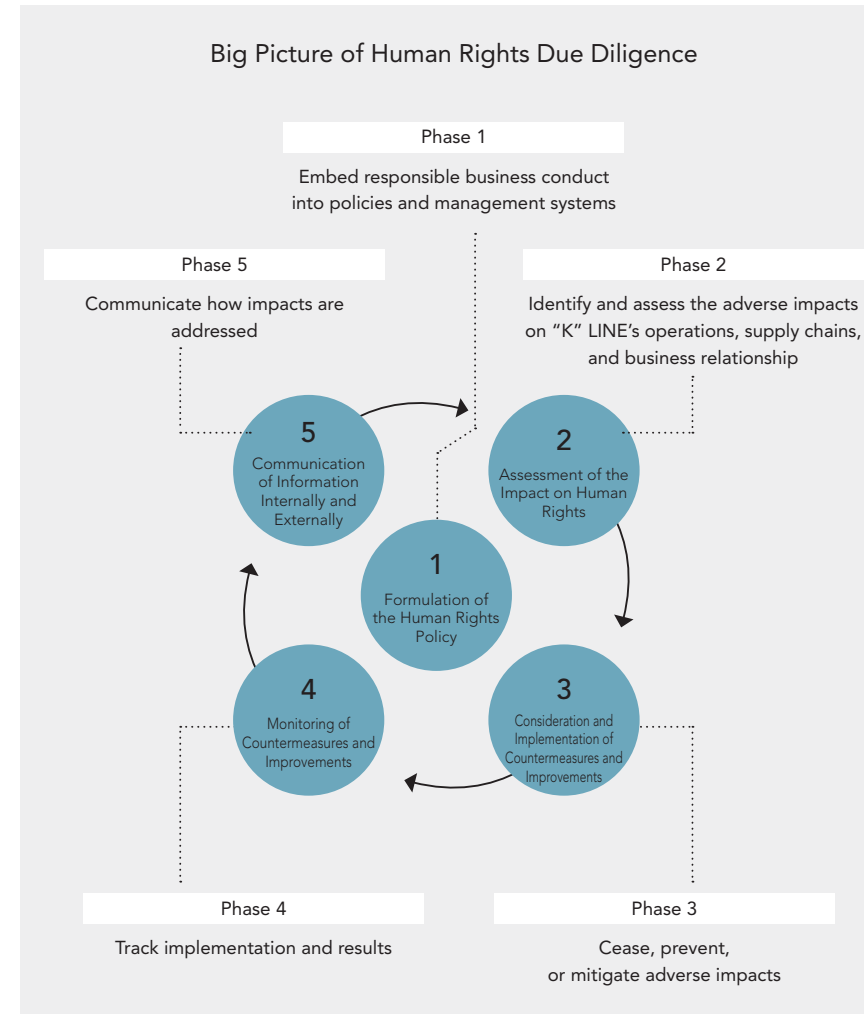 Big Picture of Human Rights Due Diligence
Phase 1
Embed responsible business conduct
into policies and management systems
Phase 5
Communicate how impacts are
addressed
Phase 2
Identify and assess the adverse impacts
on “K” LINE’s operations, supply chains,
and business relationship
5
Communication
of Information
Internally and
Externally
2
Assessment of the
Impact on Human
Rights
1
Formulation of
the Human Rights
Policy
4
Monitoring of
Countermeasures and
Improvements
3
Consideration and
Implementation of
Countermeasures and
Improvements
Phase 4
Track implementation and results
Phase 3
Cease, prevent,
or mitigate adverse impacts